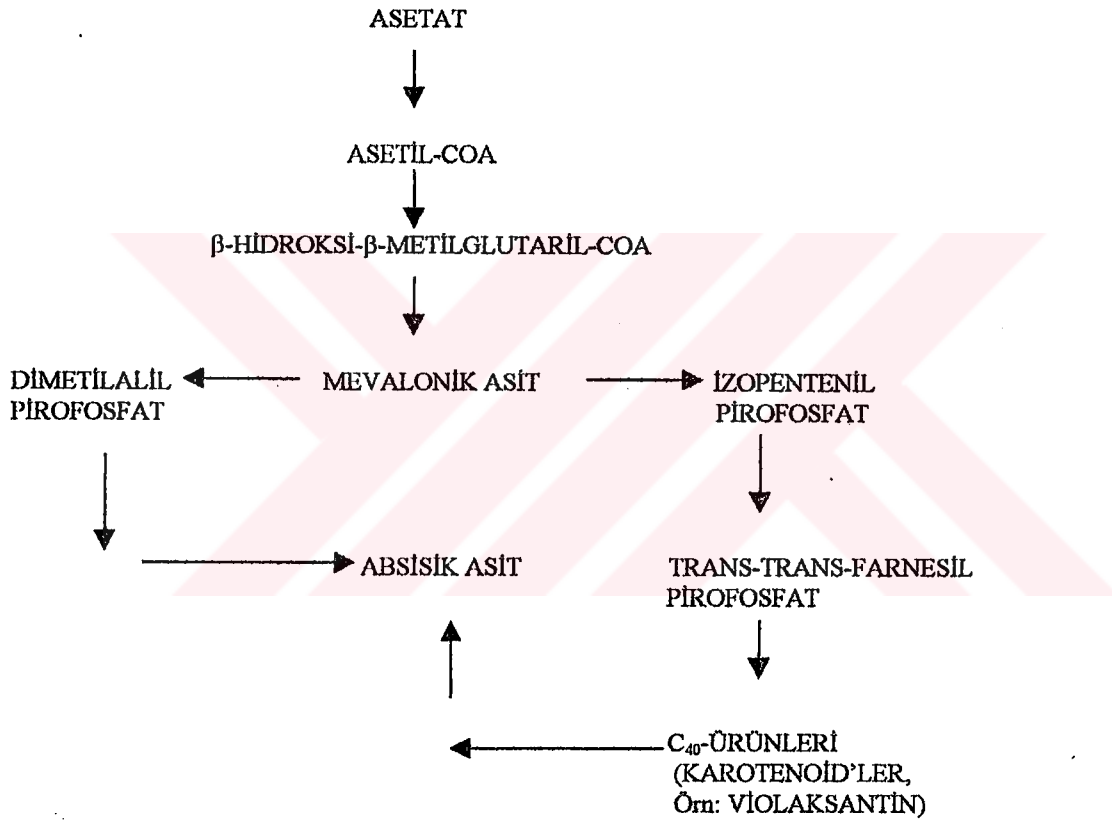 ASETAT
ASETİL-COA
β-HİDROKSİ-β-METİLGLUTARİL-COA
DİMETİLALİL
PİROFOSFAT
MEVALONİK ASİT
İZOPENTENİL
PİROFOSFAT
ABSİSİK ASİT
TRANS-TRANS-FARNESİL
PİROFOSFAT
C₄₀-ÜRÜNLERİ
(KAROTENOİD'LER,
Örn: VİOLAKSANTİN)